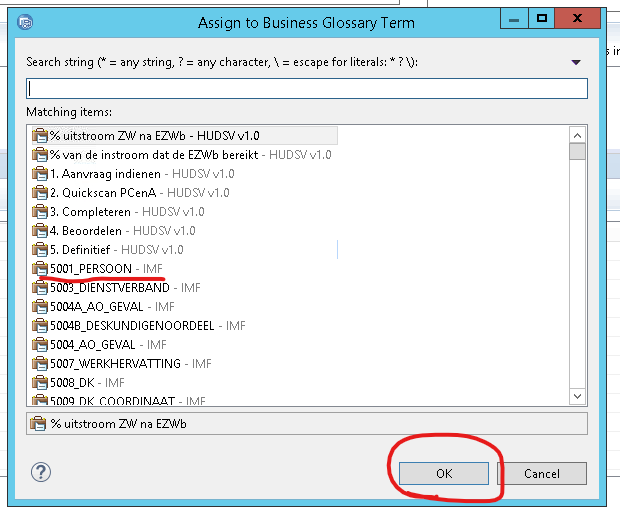 Assign to Business Glossary Term
s in
Search string (* = any string, ? = any character, \ = escape for literals: * ? \):
Matching items:
% uitstroom ZW na EZWb - HUDSV v1.0
% van de instroom dat de EZWb bereikt - HUDSV v1.0
1. Aanvraag indienen - HUDSV v1.0
2. Quickscan PCenA - HUDSV v1.0
3. Completeren - HUDSV v1.0
4. Beoordelen - HUDSV v1.0
5. Definitief - HUDSV v1.0
5001_PERSOON - IMF
5003_DIENSTVERBAND - IMF
5004A_AO_GEVAL - IMF
5004B_DESKUNDIGENOORDEEL - IMF
5004_AO_GEVAL - IMF
5007_WERKHERVATTING - IMF
5008_DK - IMF
5009_DK_COORDINAAT - IMF
% uitstroom ZW na EZWb
?
OK
Cancel